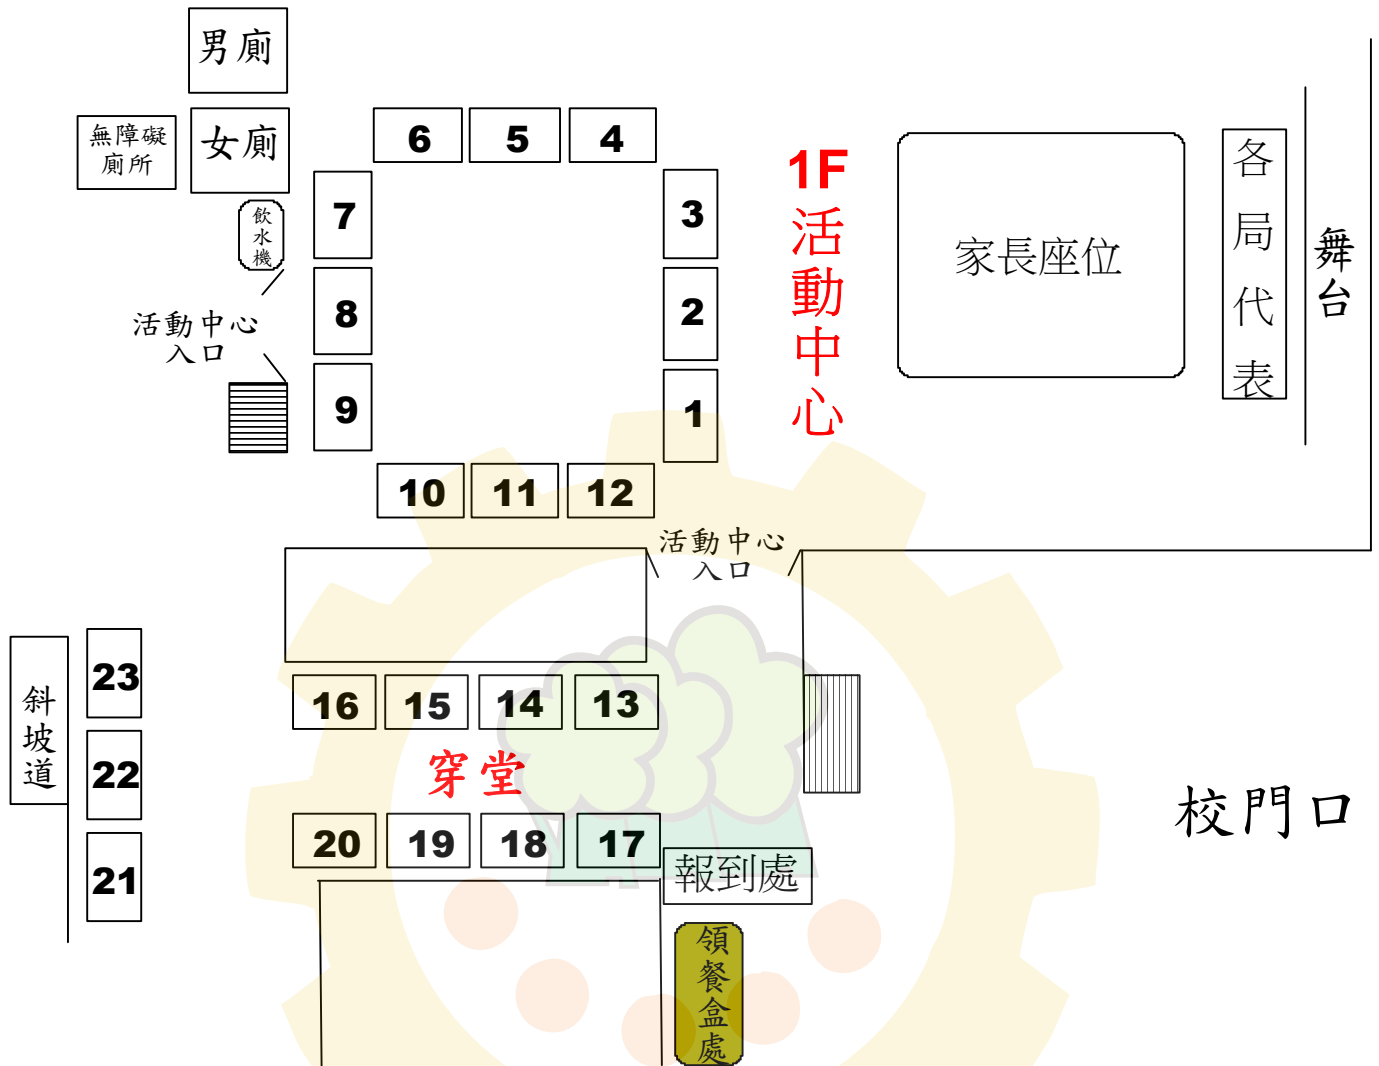 男廁
無障礙
廁所
女廁
飲水機
6 5 4
7
8
9
3
2
1
10 11 12
1F
活動中心
家長座位
各局代表
舞台
活動中心
入口
活動中心
入口
斜坡道
23
22
21
16 15 14 13
穿堂
20 19 18 17
報到處
領餐盒處
校門口